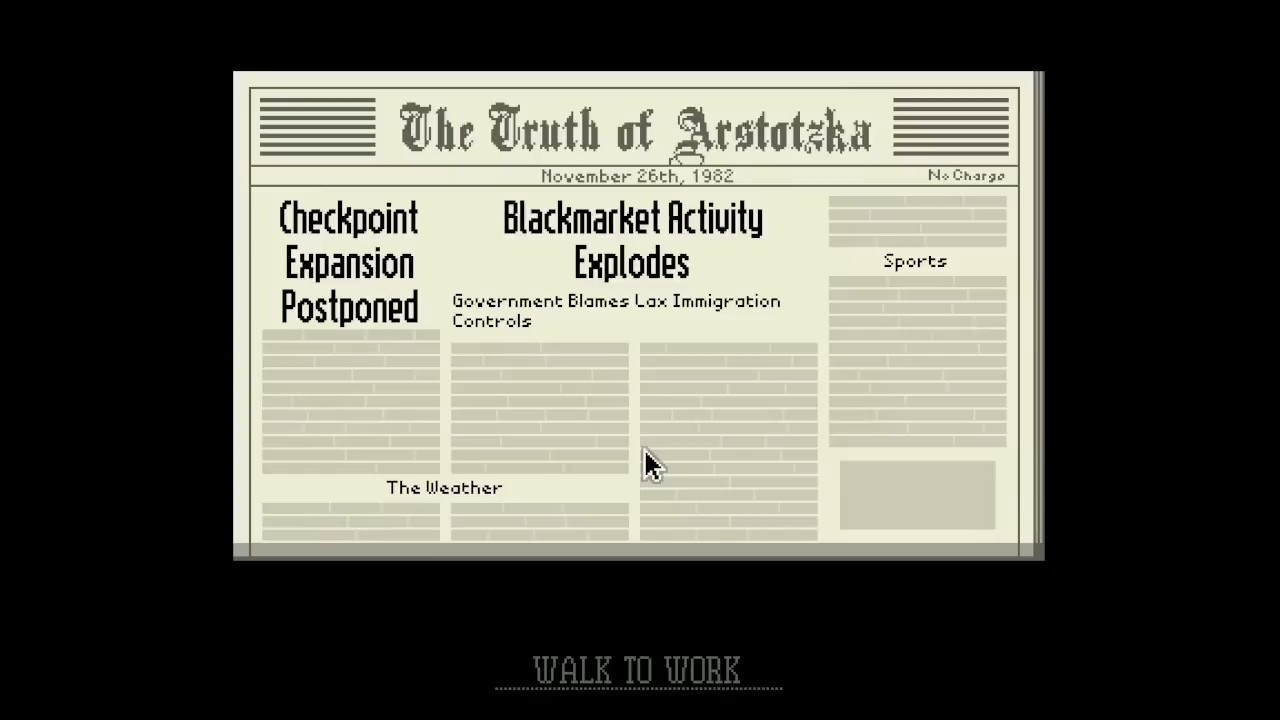 The Truth of Arstotzka
November 26th, 1982
No Charge
Checkpoint
Expansion
Postponed
Blackmarket Activity
Explodes
Government Blames Lax Immigration
Controls
Sports
The Weather
WALK TO WORK